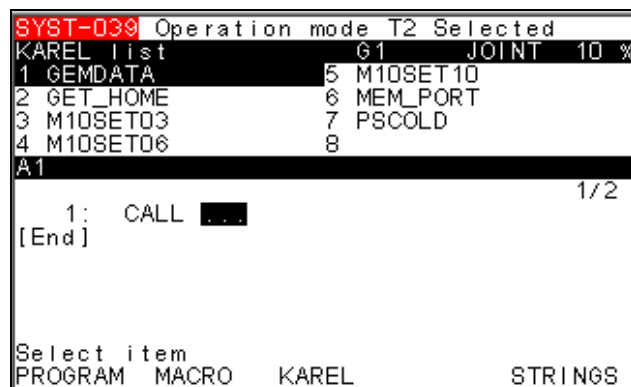 SYST-039 Operation mode T2 Selected
KAREL list G1 JOINT 10 %
1 GEMDATA 5 M10SET10
2 GET_HOME 6 MEM_PORT
3 M10SET03 7 PSCOLD
4 M10SET06 8
A1
1/2
1: CALL ...
[End]
Select item
PROGRAM MACRO KAREL STRINGS